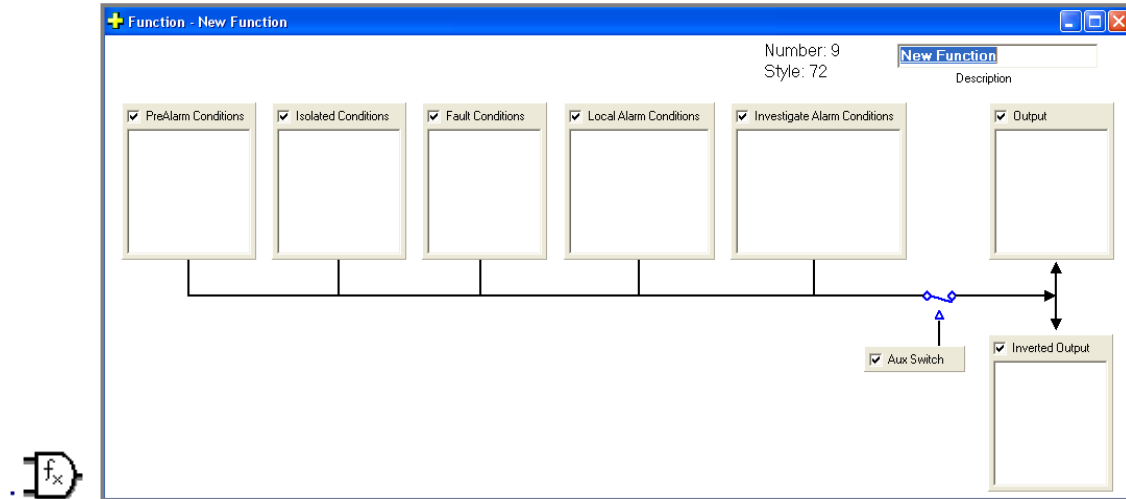 Function - New Function
Number: 9
Style: 72
New Function
Description
PreAlarm Conditions
Isolated Conditions
Fault Conditions
Local Alarm Conditions
Investigate Alarm Conditions
Output
Aux Switch
Inverted Output
fx